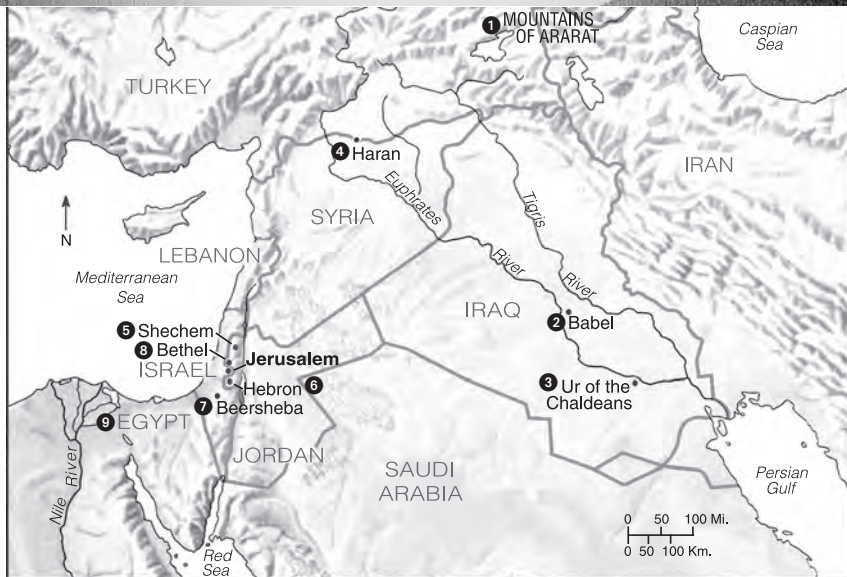 1 MOUNTAINS
OF ARARAT
Caspian
Sea
TURKEY
4 Haran
IRAN
Euphrates
River
Tigris
River
N
SYRIA
LEBANON
Mediterranean
Sea
IRAQ
2 Babel
5 Shechem
8 Bethel
Jerusalem
ISRAEL
Hebron 6
3 Ur of the
Chaldeans
7 Beersheba
9 EGYPT
JORDAN
Nile River
SAUDI
ARABIA
Persian
Gulf
0 50 100 Mi.
0 50 100 Km.
Red
Sea